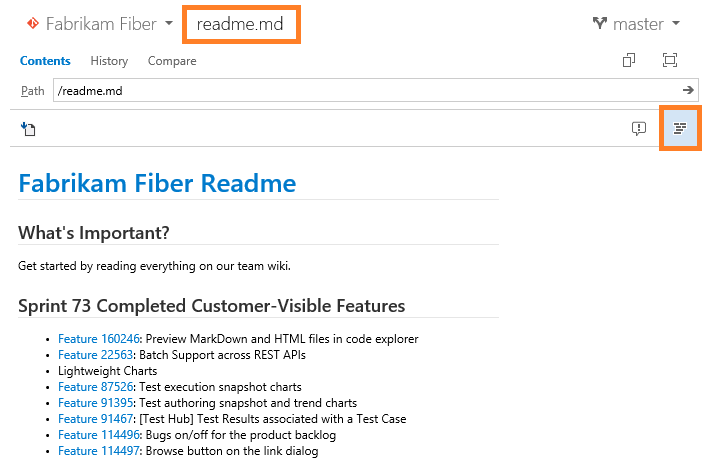 Fabrikam Fiber readme.md master
Contents History Compare
Path /readme.md
Fabrikam Fiber Readme
What's Important?
Get started by reading everything on our team wiki.
Sprint 73 Completed Customer-Visible Features
• Feature 160246: Preview MarkDown and HTML files in code explorer
• Feature 22563: Batch Support across REST APIs
• Lightweight Charts
• Feature 87526: Test execution snapshot charts
• Feature 91395: Test authoring snapshot and trend charts
• Feature 91467: [Test Hub] Test Results associated with a Test Case
• Feature 114496: Bugs on/off for the product backlog
• Feature 114497: Browse button on the link dialog